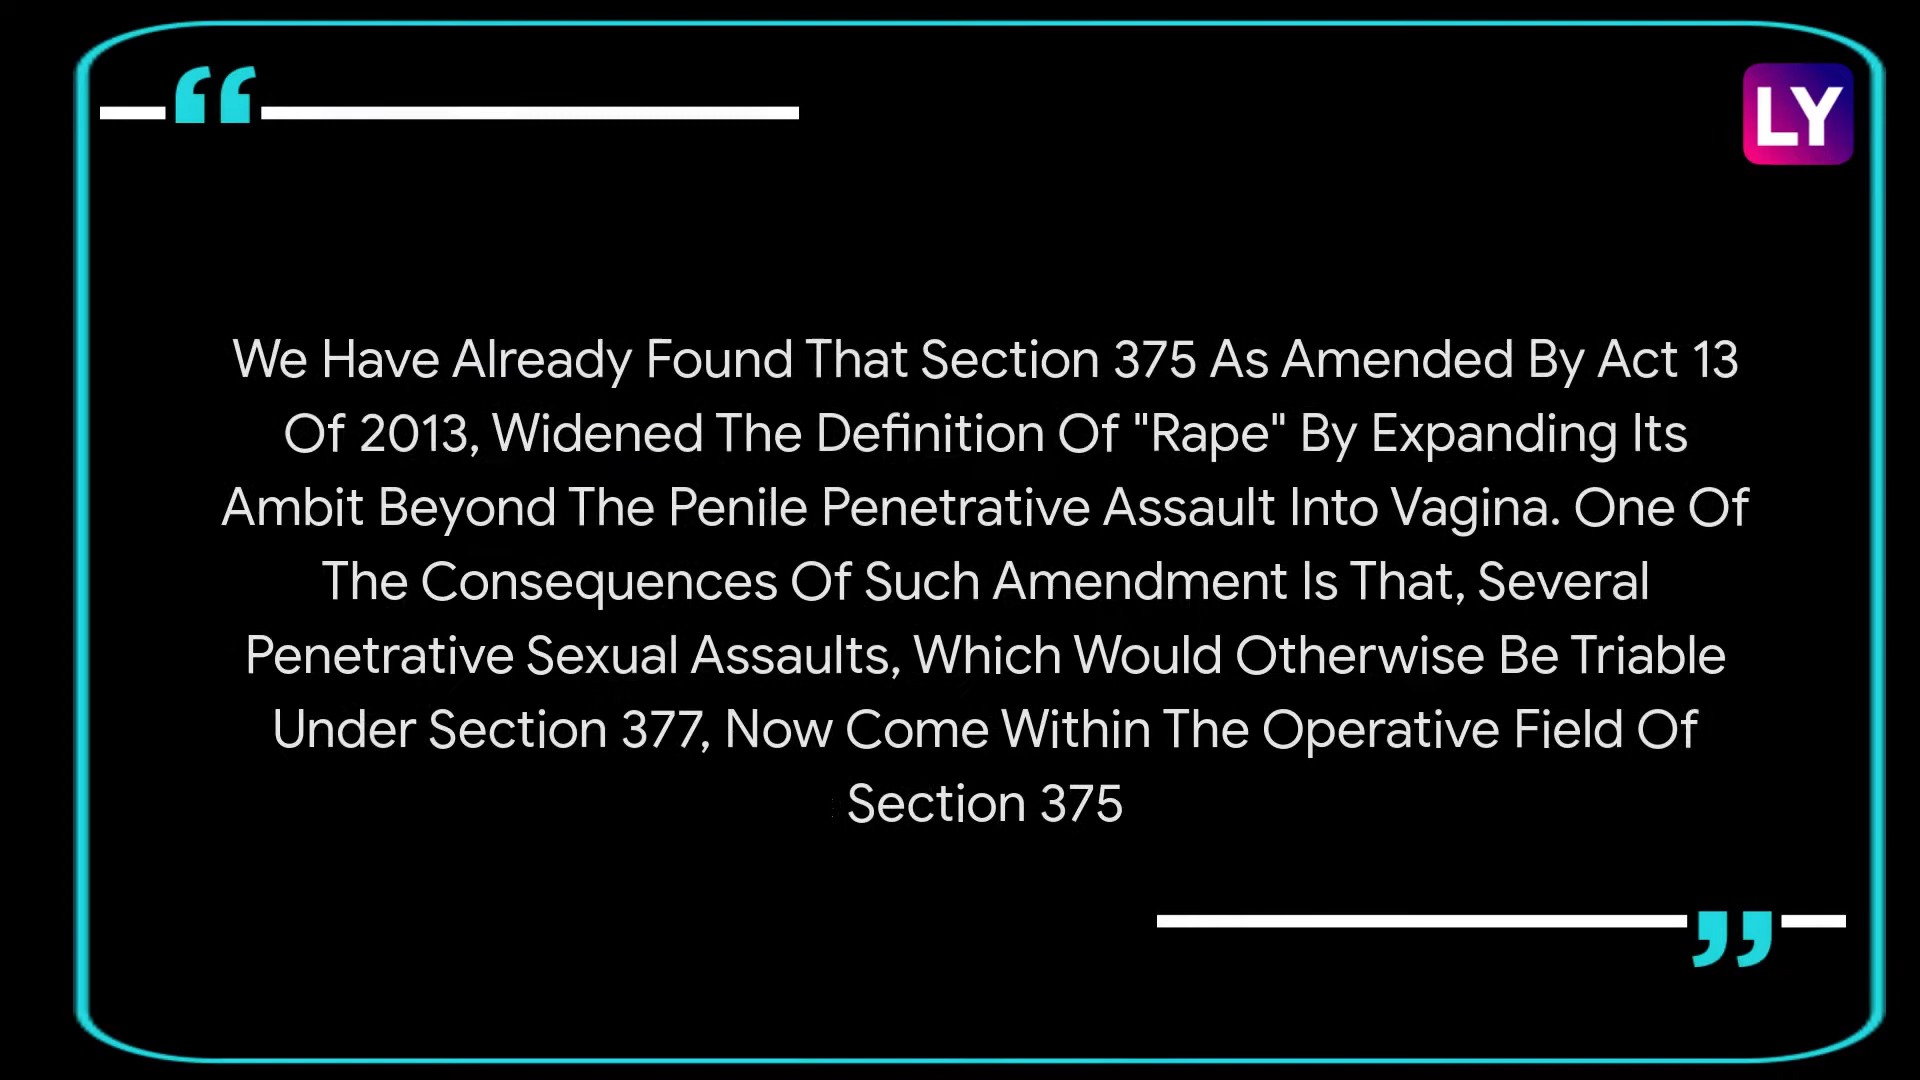 “
LY
We Have Already Found That Section 375 As Amended By Act 13
Of 2013, Widened The Definition Of "Rape" By Expanding Its
Ambit Beyond The Penile Penetrative Assault Into Vagina. One Of
The Consequences Of Such Amendment Is That, Several
Penetrative Sexual Assaults, Which Would Otherwise Be Triable
Under Section 377, Now Come Within The Operative Field Of
Section 375
”